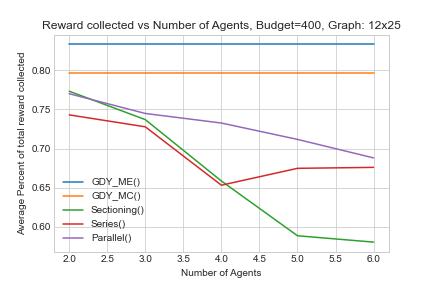 Reward collected vs Number of Agents, Budget=400, Graph: 12x25
Average Percent of total reward collected
0.80
0.75
0.70
0.65
0.60
GDY_ME()
GDY_MC()
Sectioning()
Series()
Parallel()
2.0 2.5 3.0 3.5 4.0 4.5 5.0 5.5 6.0
Number of Agents